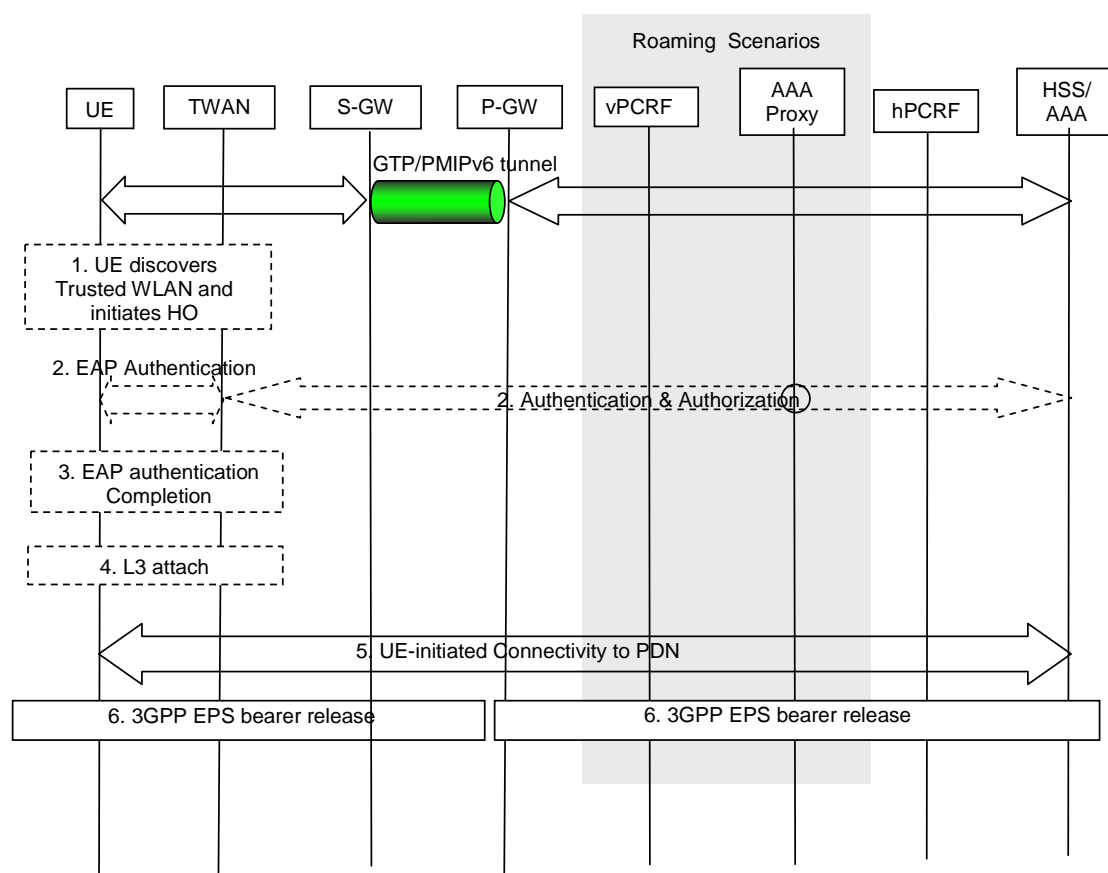 Roaming Scenarios
UE
TWAN
S-GW
P-GW
vPCRF
AAA
Proxy
hPCRF
HSS/
AAA
GTP/PMIPv6 tunnel
1. UE discovers
Trusted WLAN and
initiates HO
2. EAP Authentication
2. Authentication & Authorization
3. EAP authentication
Completion
4. L3 attach
5. UE-initiated Connectivity to PDN
6. 3GPP EPS bearer release
6. 3GPP EPS bearer release